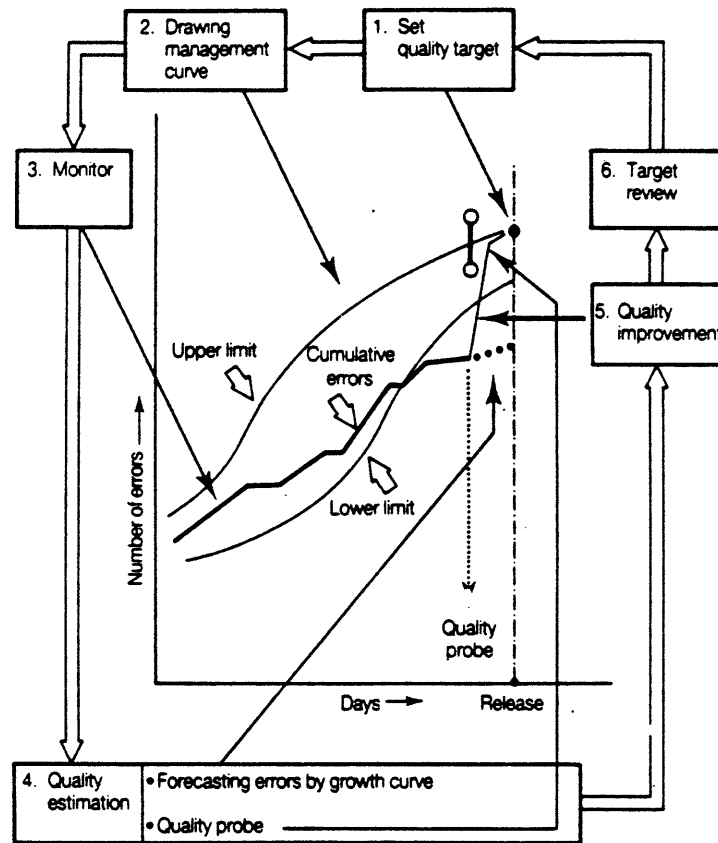 2. Drawing
management
curve
1. Set
quality target
3. Monitor
6. Target
review
5. Quality
improvement
Upper limit
Cumulative
errors
Lower limit
Number of errors
Quality
probe
Days
Release
4. Quality
estimation
• Forecasting errors by growth curve
• Quality probe